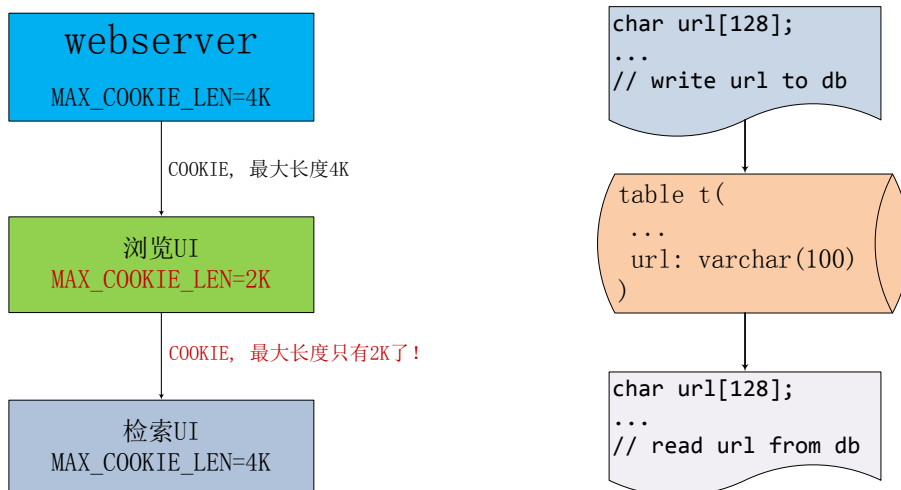 webserver
MAX_COOKIE_LEN=4K
COOKIE, 最大长度4K
浏览UI
MAX_COOKIE_LEN=2K
COOKIE, 最大长度只有2K了!
检索UI
MAX_COOKIE_LEN=4K
char url[128];
...
// write url to db
table t(
...
url: varchar(100)
)
char url[128];
...
// read url from db